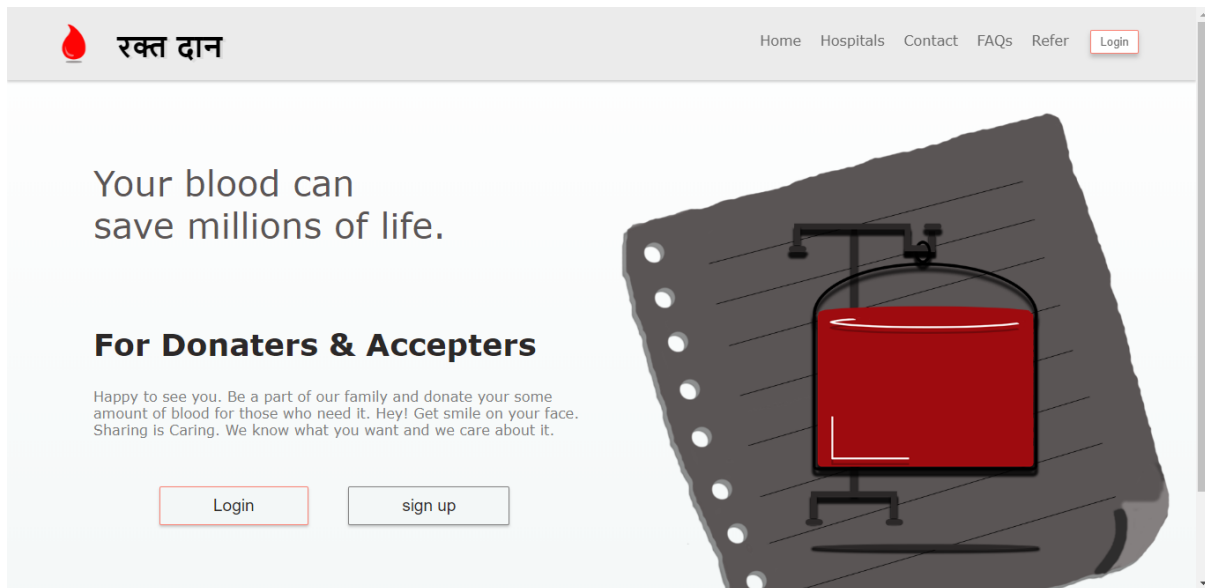 रक्त दान
Home Hospitals Contact FAQs Refer Login
Your blood can
save millions of life.
For Donaters & Accepters
Happy to see you. Be a part of our family and donate your some
amount of blood for those who need it. Hey! Get smile on your face.
Sharing is Caring. We know what you want and we care about it.
Login sign up